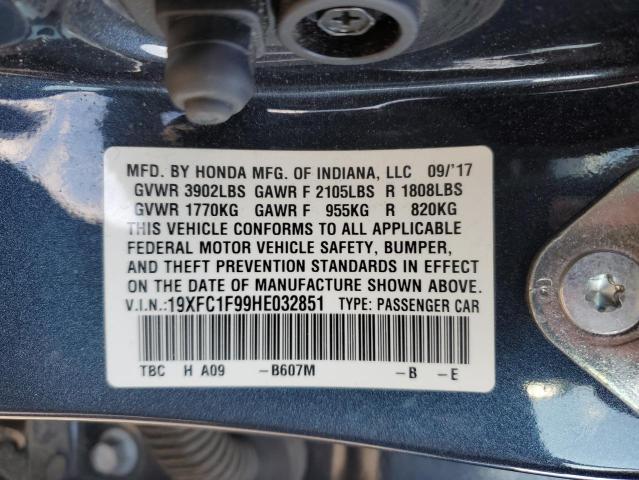 MFD. BY HONDA MFG. OF INDIANA, LLC 09/'17
GVWR 3902LBS GAWR F 2105LBS R 1808LBS
GVWR 1770KG GAWR F 955KG R 820KG
THIS VEHICLE CONFORMS TO ALL APPLICABLE
FEDERAL MOTOR VEHICLE SAFETY, BUMPER,
AND THEFT PREVENTION STANDARDS IN EFFECT
ON THE DATE OF MANUFACTURE SHOWN ABOVE.
V.I.N.:19XFC1F99HE032851 TYPE: PASSENGER CAR
TBC H A09 -B607M -B -E